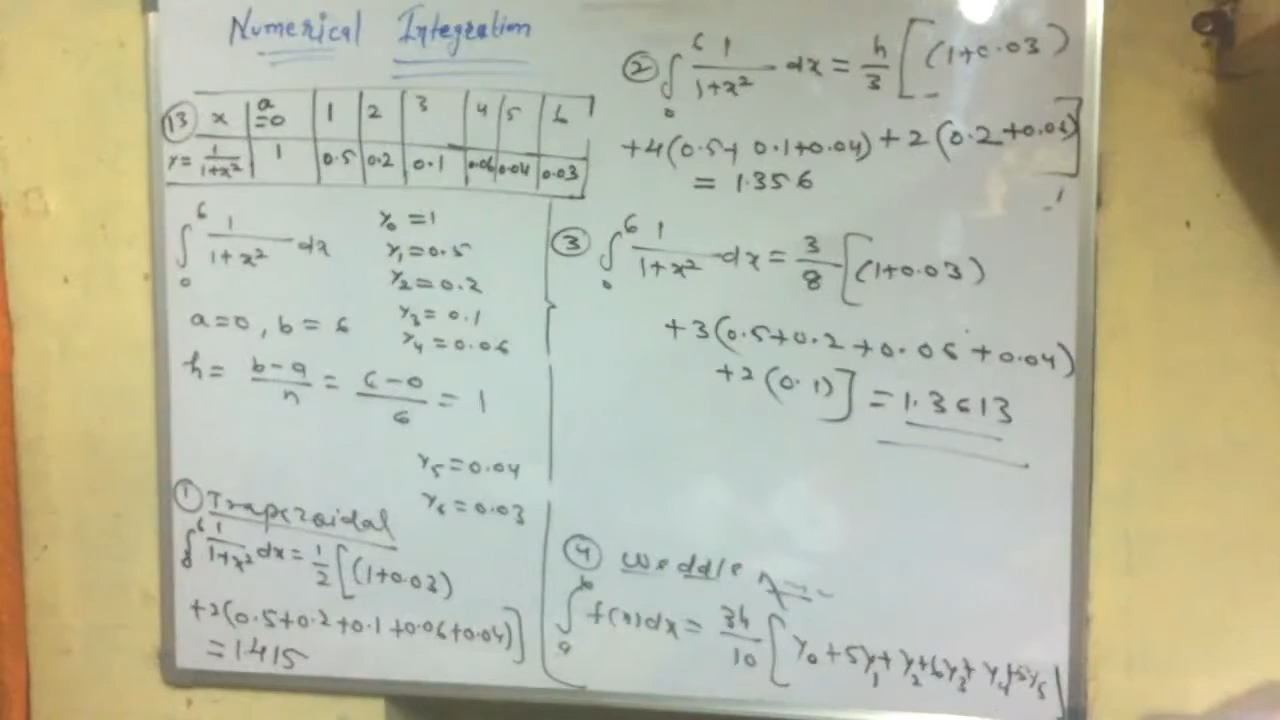 Numerical Integration
(13) x | a=0 | 1 | 2 | 3 | 4 | 5 | 6
y = 1/(1+x²) | 1 | 0.5 | 0.2 | 0.1 | 0.06 | 0.04 | 0.03
∫₀⁶ 1/(1+x²) dx
y₀ = 1
y₁ = 0.5
y₂ = 0.2
y₃ = 0.1
y₄ = 0.06
a=0, b = 6
h = (b-a)/n = (6-0)/6 = 1
y₅ = 0.04
y₆ = 0.03
① Trapezoidal
∫₀⁶ 1/(1+x²) dx = 1/2 [(1+0.03)
+2(0.5+0.2+0.1+0.06+0.04)]
= 1.415
② ∫₀⁶ 1/(1+x²) dx = h/3 [(1+0.03)
+4(0.5+0.1+0.04)+2(0.2+0.06)]
= 1.356
③ ∫₀⁶ 1/(1+x²) dx = 3/8 [(1+0.03)
+3(0.5+0.2+0.06+0.04)
+2(0.1)] = 1.3613
④ Weddle
∫ₐᵇ f(x)dx = 3h/10 [y₀+5y₁+y₂+6y₃+y₄+5y₅